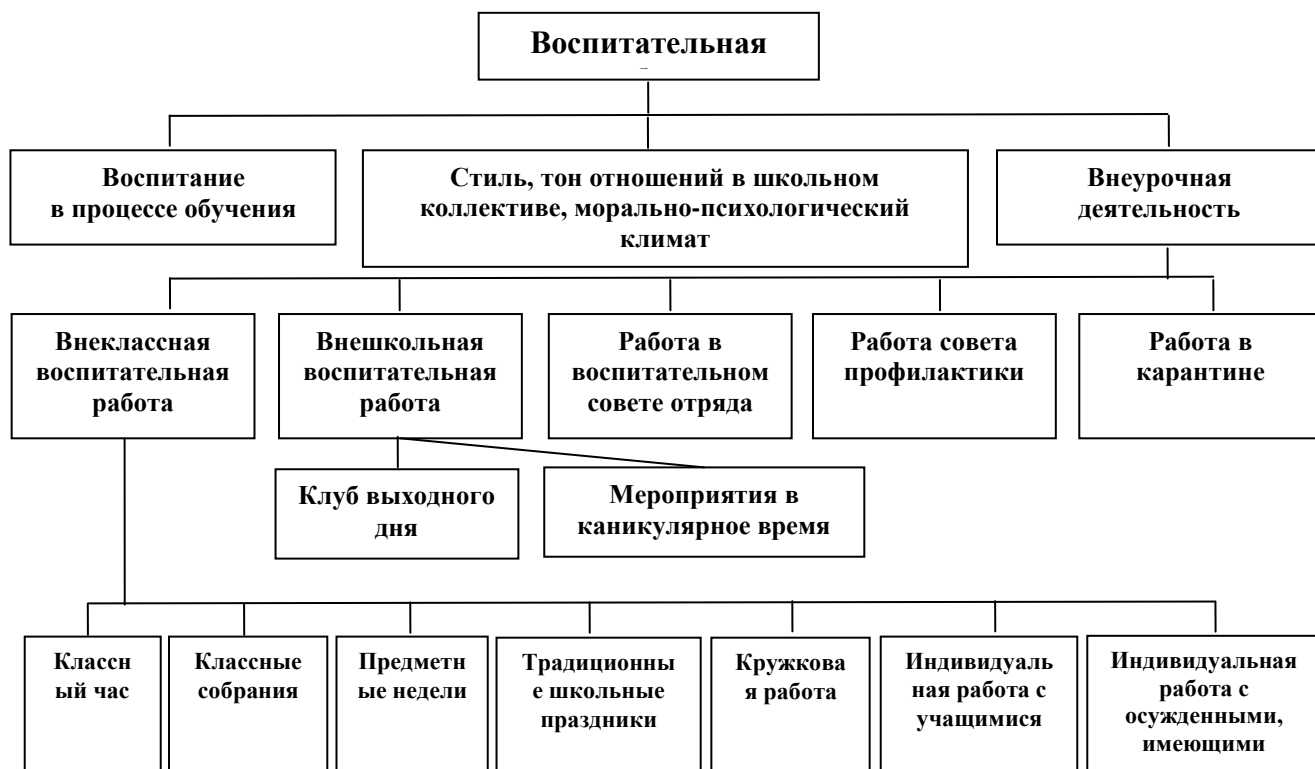 Воспитательная
Воспитание
в процессе обучения
Стиль, тон отношений в школьном
коллективе, морально-психологический
климат
Внеурочная
деятельность
Внеклассная
воспитательная
работа
Внешкольная
воспитательная
работа
Работа в
воспитательном
совете отряда
Работа совета
профилактики
Работа в
карантине
Клуб выходного
дня
Мероприятия в
каникулярное время
Классн
ый час
Классные
собрания
Предметн
ые недели
Традиционны
е школьные
праздники
Кружкова
я работа
Индивидуаль
ная работа с
учащимися
Индивидуальная
работа с
осужденными,
имеющими